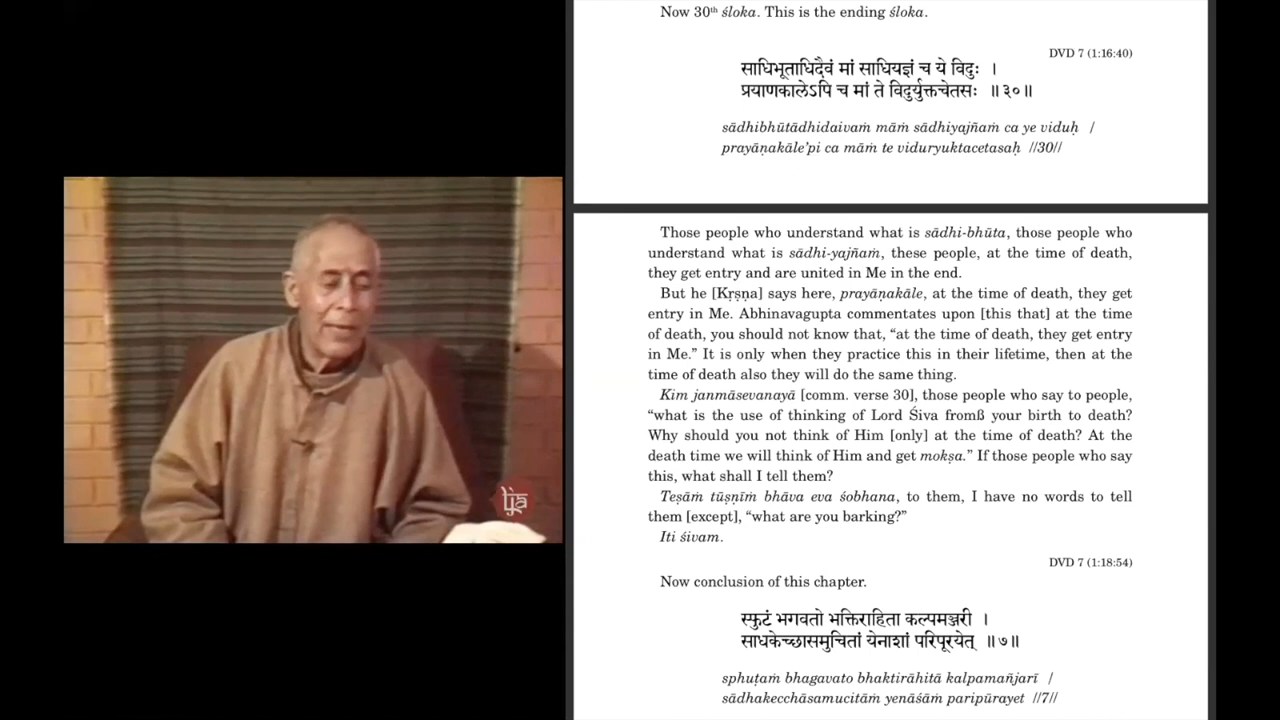 Now 30th śloka. This is the ending śloka.
DVD 7 (1:16:40)
साधिभूताधिदैवं मां साधियज्ञं च ये विदुः ।
प्रयाणकालेऽपि च मां ते विदुर्युक्तचेतसः ॥३०॥
sādhibhūtādhidaivaṁ māṁ sādhiyajñaṁ ca ye viduḥ /
prayāṇakāle’pi ca māṁ te viduryuktacetasaḥ //30//
Those people who understand what is sādhi-bhūta, those people who
understand what is sādhi-yajñaṁ, these people, at the time of death,
they get entry and are united in Me in the end.
But he [Kṛṣṇa] says here, prayāṇakāle, at the time of death, they get
entry in Me. Abhinavagupta commentates upon [this that] at the time
of death, you should not know that, “at the time of death, they get entry
in Me.” It is only when they practice this in their lifetime, then at the
time of death also they will do the same thing.
Kim janmāsevanayā [comm. verse 30], those people who say to people,
“what is the use of thinking of Lord Śiva fromß your birth to death?
Why should you not think of Him [only] at the time of death? At the
death time we will think of Him and get mokṣa.” If those people who say
this, what shall I tell them?
Teṣāṁ tūṣṇīṁ bhāva eva śobhana, to them, I have no words to tell
them [except], “what are you barking?”
Iti śivam.
DVD 7 (1:18:54)
Now conclusion of this chapter.
स्फुटं भगवतो भक्तिराहिता कल्पमञ्जरी ।
साधकेच्छासमुचितां येनाशां परिपूरयेत् ॥७॥
sphuṭaṁ bhagavato bhaktirāhitā kalpamañjarī /
sādhakecchāsamucitāṁ yenāśāṁ paripūrayet //7//